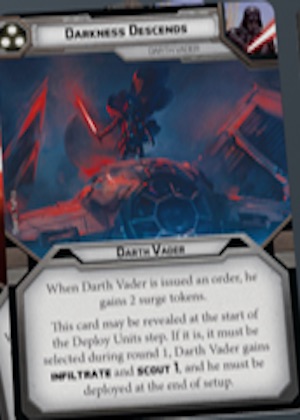 DARKNESS DESCENDS
DARTH VADER
DARTH VADER
When Darth Vader is issued an order, he
gains 2 surge tokens.
This card may be revealed at the start of
the Deploy Units step. If it is, it must be
selected during round 1, Darth Vader gains
INFILTRATE and SCOUT 1, and he must be
deployed at the end of setup.